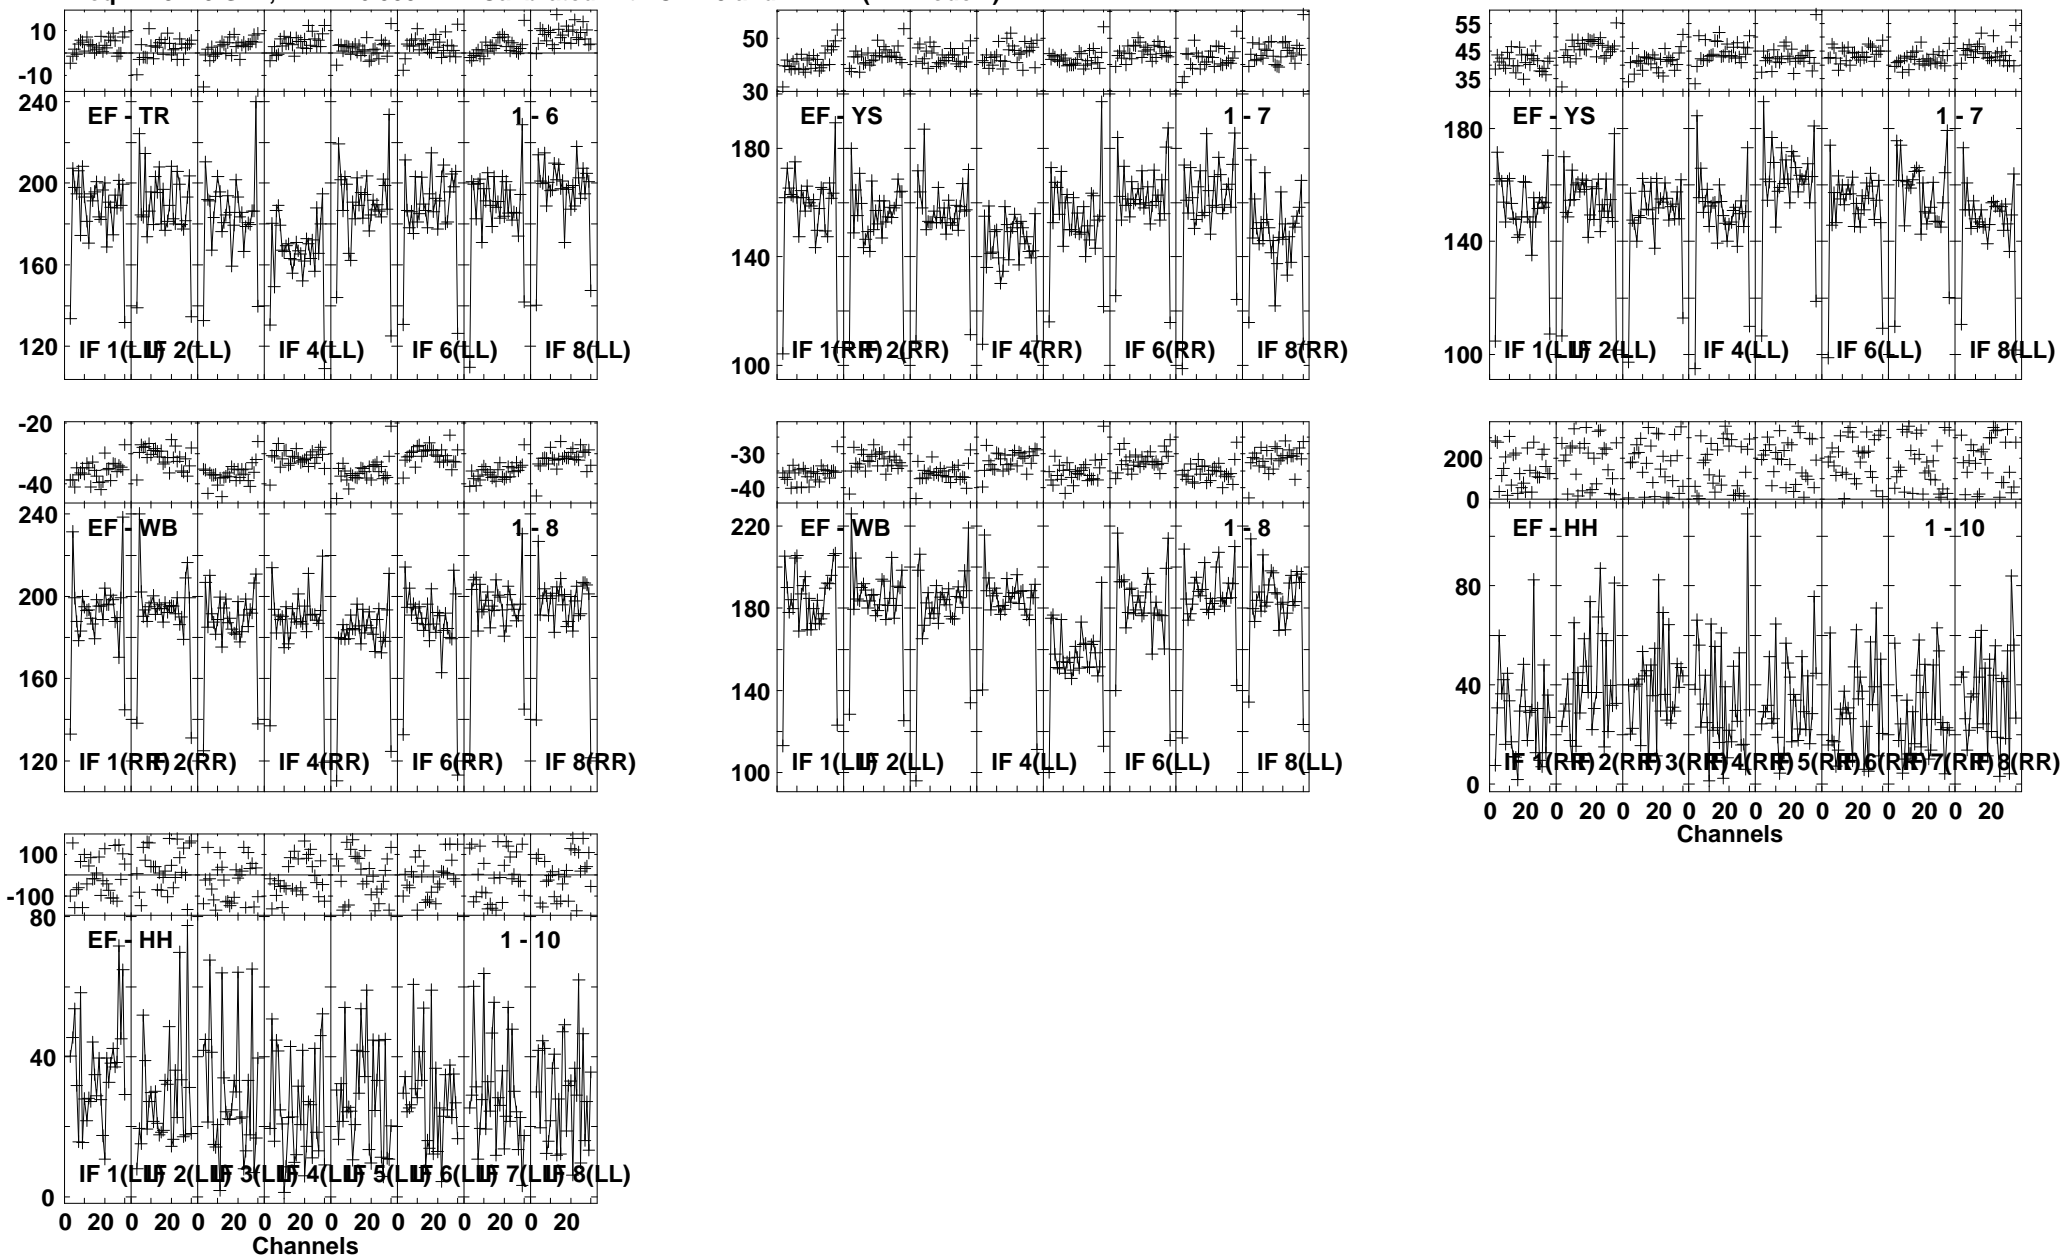 10
-10
240
200
160
120
EF - TR
1 - 6
IF 1(LL)
IF 2(LL)
IF 4(LL)
IF 6(LL)
IF 8(LL)
50
40
30
180
140
100
EF - YS
1 - 7
IF 1(RR)
IF 2(RR)
IF 4(RR)
IF 6(RR)
IF 8(RR)
55
45
35
180
140
100
EF - YS
1 - 7
IF 1(LL)
IF 2(LL)
IF 4(LL)
IF 6(LL)
IF 8(LL)
-20
-40
240
200
160
120
EF - WB
1 - 8
IF 1(RR)
IF 2(RR)
IF 4(RR)
IF 6(RR)
IF 8(RR)
-30
-40
220
180
140
100
EF - WB
1 - 8
IF 1(LL)
IF 2(LL)
IF 4(LL)
IF 6(LL)
IF 8(LL)
200
0
80
40
0
EF - HH
1 - 10
IF 1(RR)
IF 2(RR)
IF 3(RR)
IF 4(RR)
IF 5(RR)
IF 6(RR)
IF 7(RR)
IF 8(RR)
0 20 0 20 0 20 0 20 0 20 0 20 0 20 0 20
Channels
100
-100
80
40
0
EF - HH
1 - 10
IF 1(LL)
IF 2(LL)
IF 3(LL)
IF 4(LL)
IF 5(LL)
IF 6(LL)
IF 7(LL)
IF 8(LL)
0 20 0 20 0 20 0 20 0 20 0 20 0 20 0 20
Channels